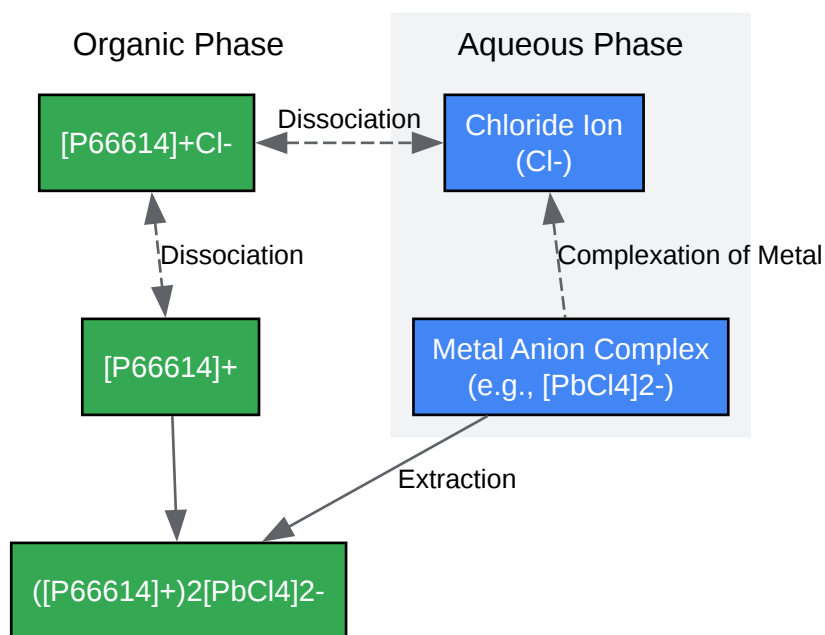 Organic Phase
Aqueous Phase
Dissociation
[P66614]+Cl-
Chloride Ion
(Cl-)
Dissociation
Complexation of Metal
[P66614]+
Metal Anion Complex
(e.g., [PbCl4]2-)
Extraction
([P66614]+)2[PbCl4]2-